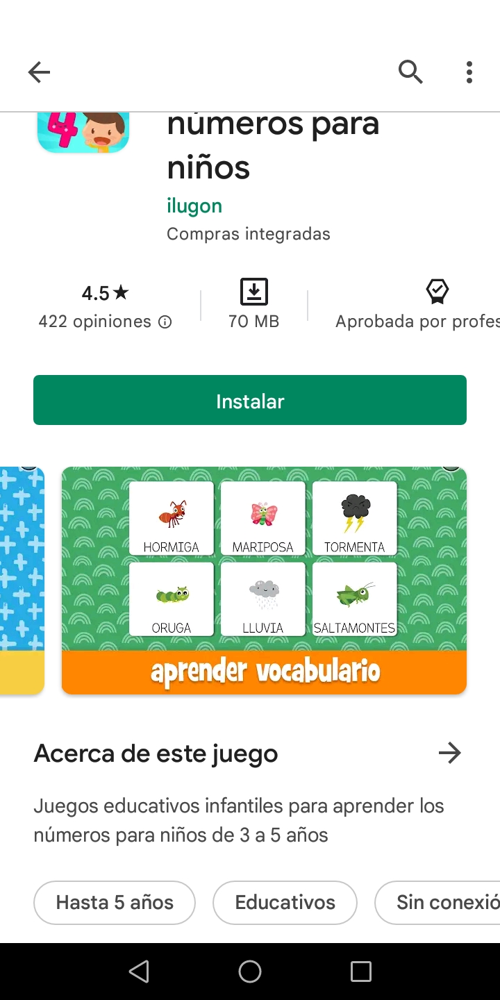 4
números para
niños
ilugon
Compras integradas
4.5★
422 opiniones
70 MB
Aprobada por profes
Instalar
HORMIGA MARIPOSA TORMENTA
ORUGA LLUVIA SALTAMONTES
aprender vocabulario
Acerca de este juego
Juegos educativos infantiles para aprender los
números para niños de 3 a 5 años
Hasta 5 años
Educativos
Sin conexió